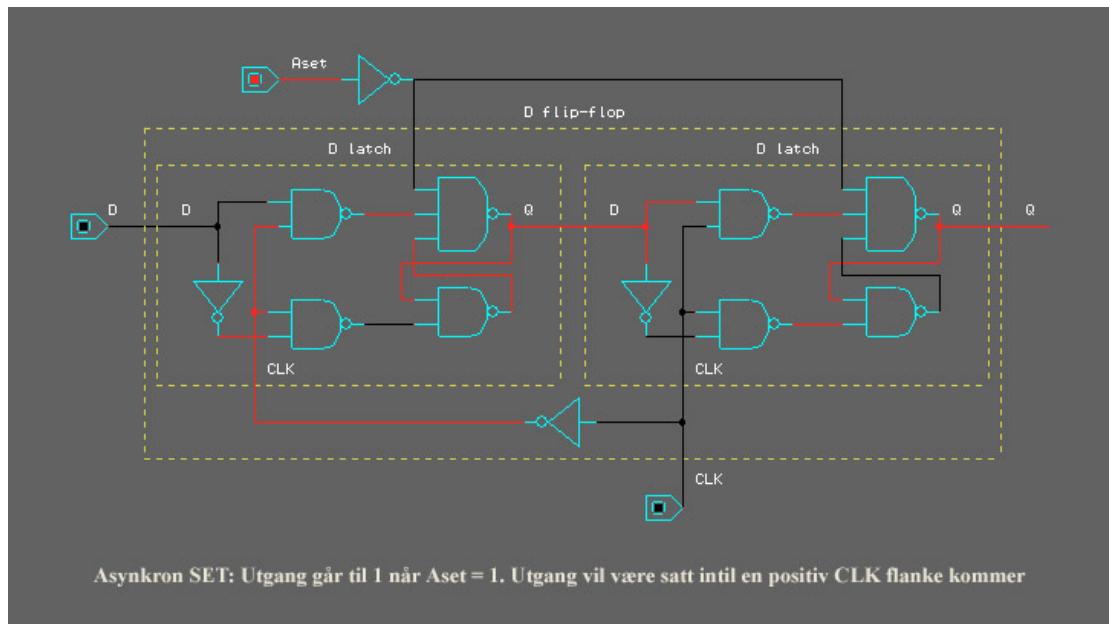 Aset
D flip-flop
D latch
D latch
D
D
Q
D
Q
Q
CLK
CLK
CLK
Asynkron SET: Utgang går til 1 når Aset = 1. Utgang vil være satt intil en positiv CLK flanke kommer